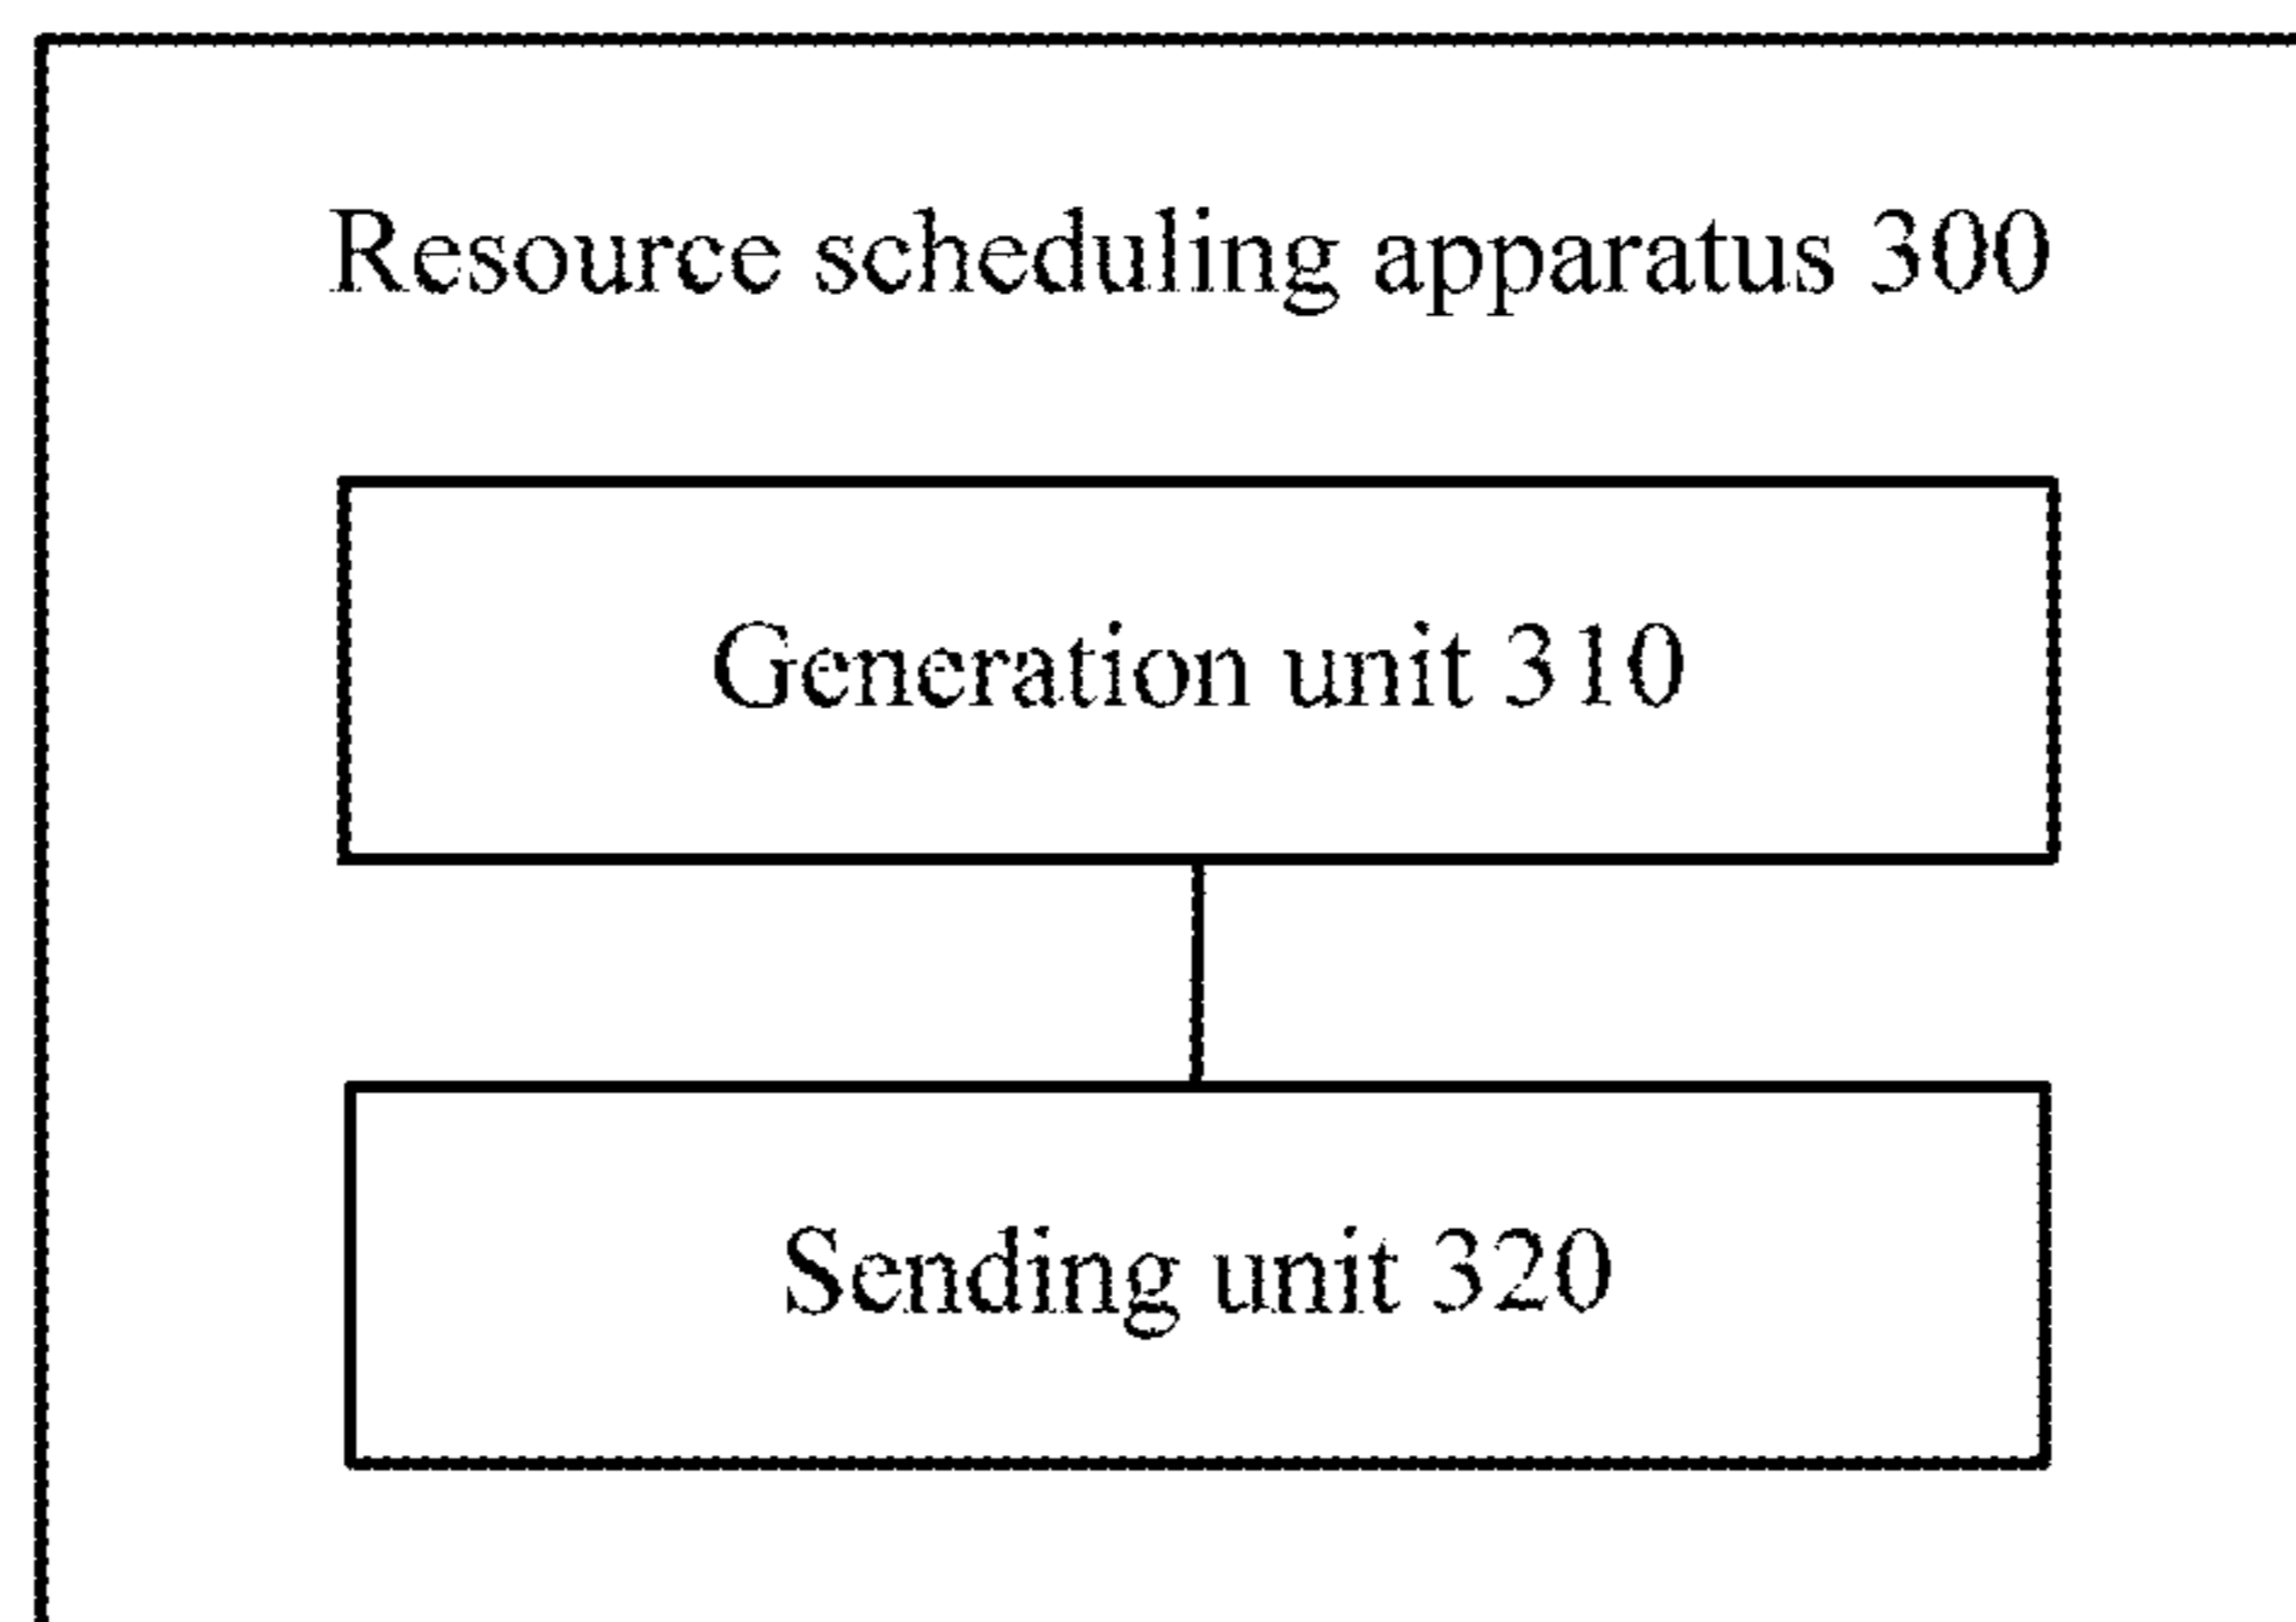 Resource scheduling apparatus 300
Generation unit 310
Sending unit 320